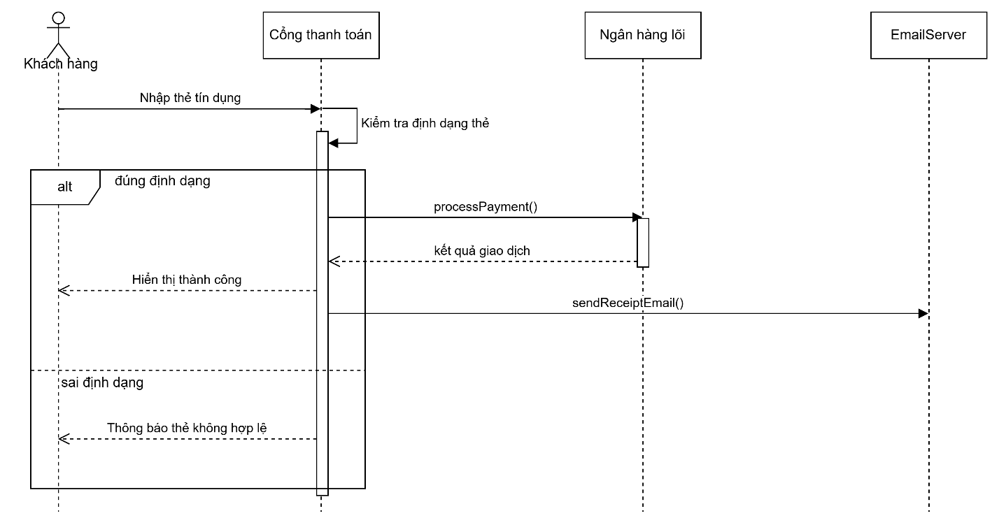 Khách hàng
Cổng thanh toán
Ngân hàng lõi
EmailServer
Nhập thẻ tín dụng
Kiểm tra định dạng thẻ
alt
đúng định dạng
processPayment()
kết quả giao dịch
Hiển thị thành công
sendReceiptEmail()
sai định dạng
Thông báo thẻ không hợp lệ